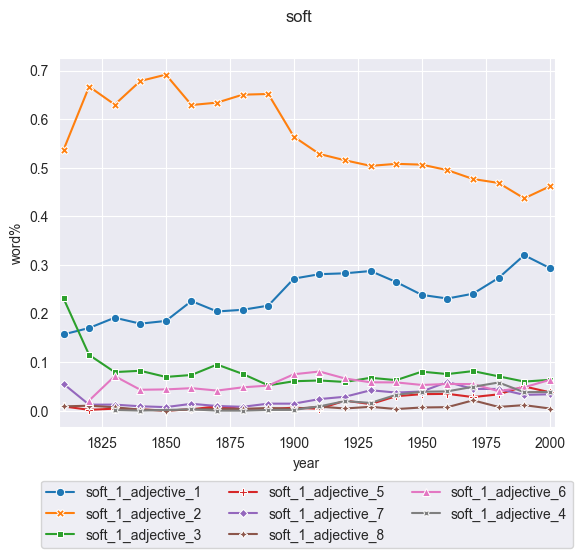 soft
0.7
0.6
0.5
0.4
0.3
0.2
0.1
0.0
word%
1825 1850 1875 1900 1925 1950 1975 2000
year
soft_1_adjective_1 soft_1_adjective_5 soft_1_adjective_6
soft_1_adjective_2 soft_1_adjective_7 soft_1_adjective_4
soft_1_adjective_3 soft_1_adjective_8